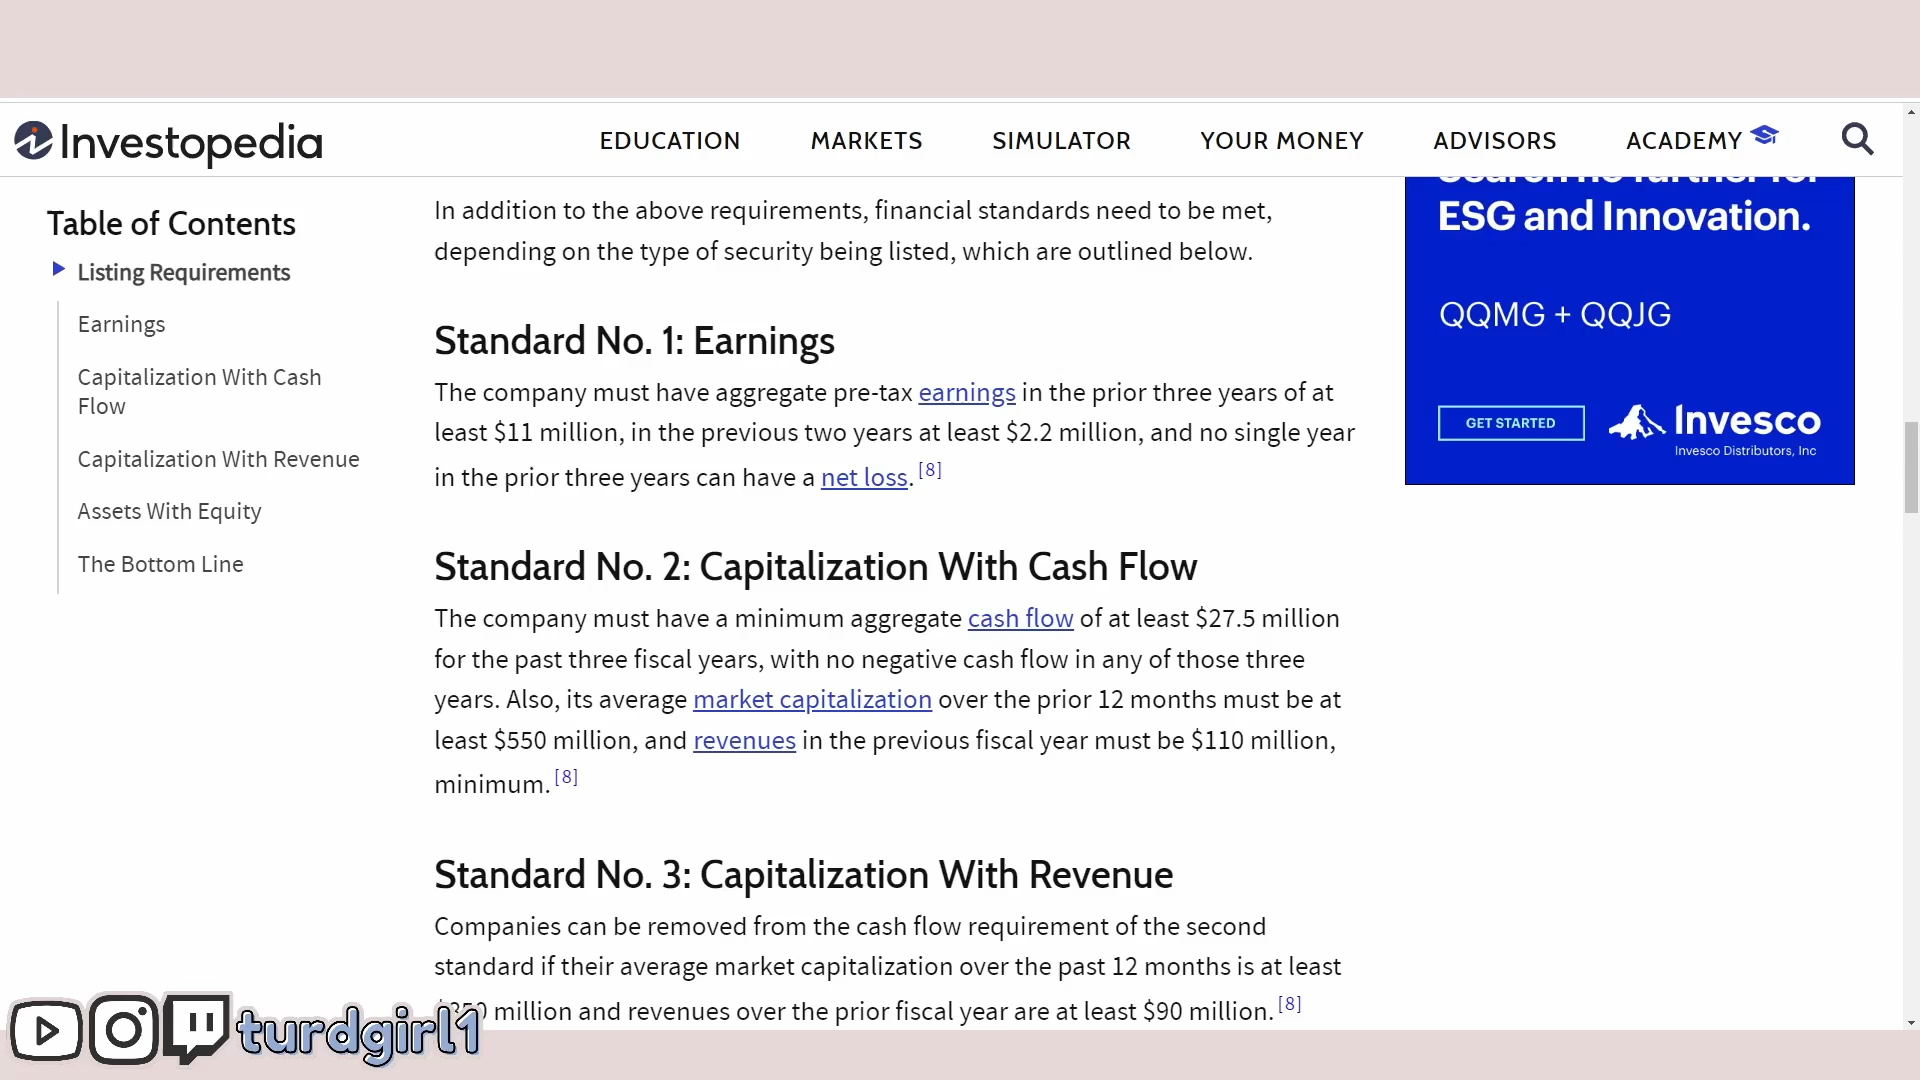 Investopedia
EDUCATION
MARKETS
SIMULATOR
YOUR MONEY
ADVISORS
ACADEMY
Table of Contents
Listing Requirements
Earnings
Capitalization With Cash
Flow
Capitalization With Revenue
Assets With Equity
The Bottom Line
In addition to the above requirements, financial standards need to be met,
depending on the type of security being listed, which are outlined below.
Standard No. 1: Earnings
The company must have aggregate pre-tax earnings in the prior three years of at
least $11 million, in the previous two years at least $2.2 million, and no single year
in the prior three years can have a net loss. [8]
Standard No. 2: Capitalization With Cash Flow
The company must have a minimum aggregate cash flow of at least $27.5 million
for the past three fiscal years, with no negative cash flow in any of those three
years. Also, its average market capitalization over the prior 12 months must be at
least $550 million, and revenues in the previous fiscal year must be $110 million,
minimum. [8]
Standard No. 3: Capitalization With Revenue
Companies can be removed from the cash flow requirement of the second
standard if their average market capitalization over the past 12 months is at least
million and revenues over the prior fiscal year are at least $90 million. [8]
ESG and Innovation.
QQMG + QQJG
GET STARTED
Invesco
Invesco Distributors, Inc
turdgirl1